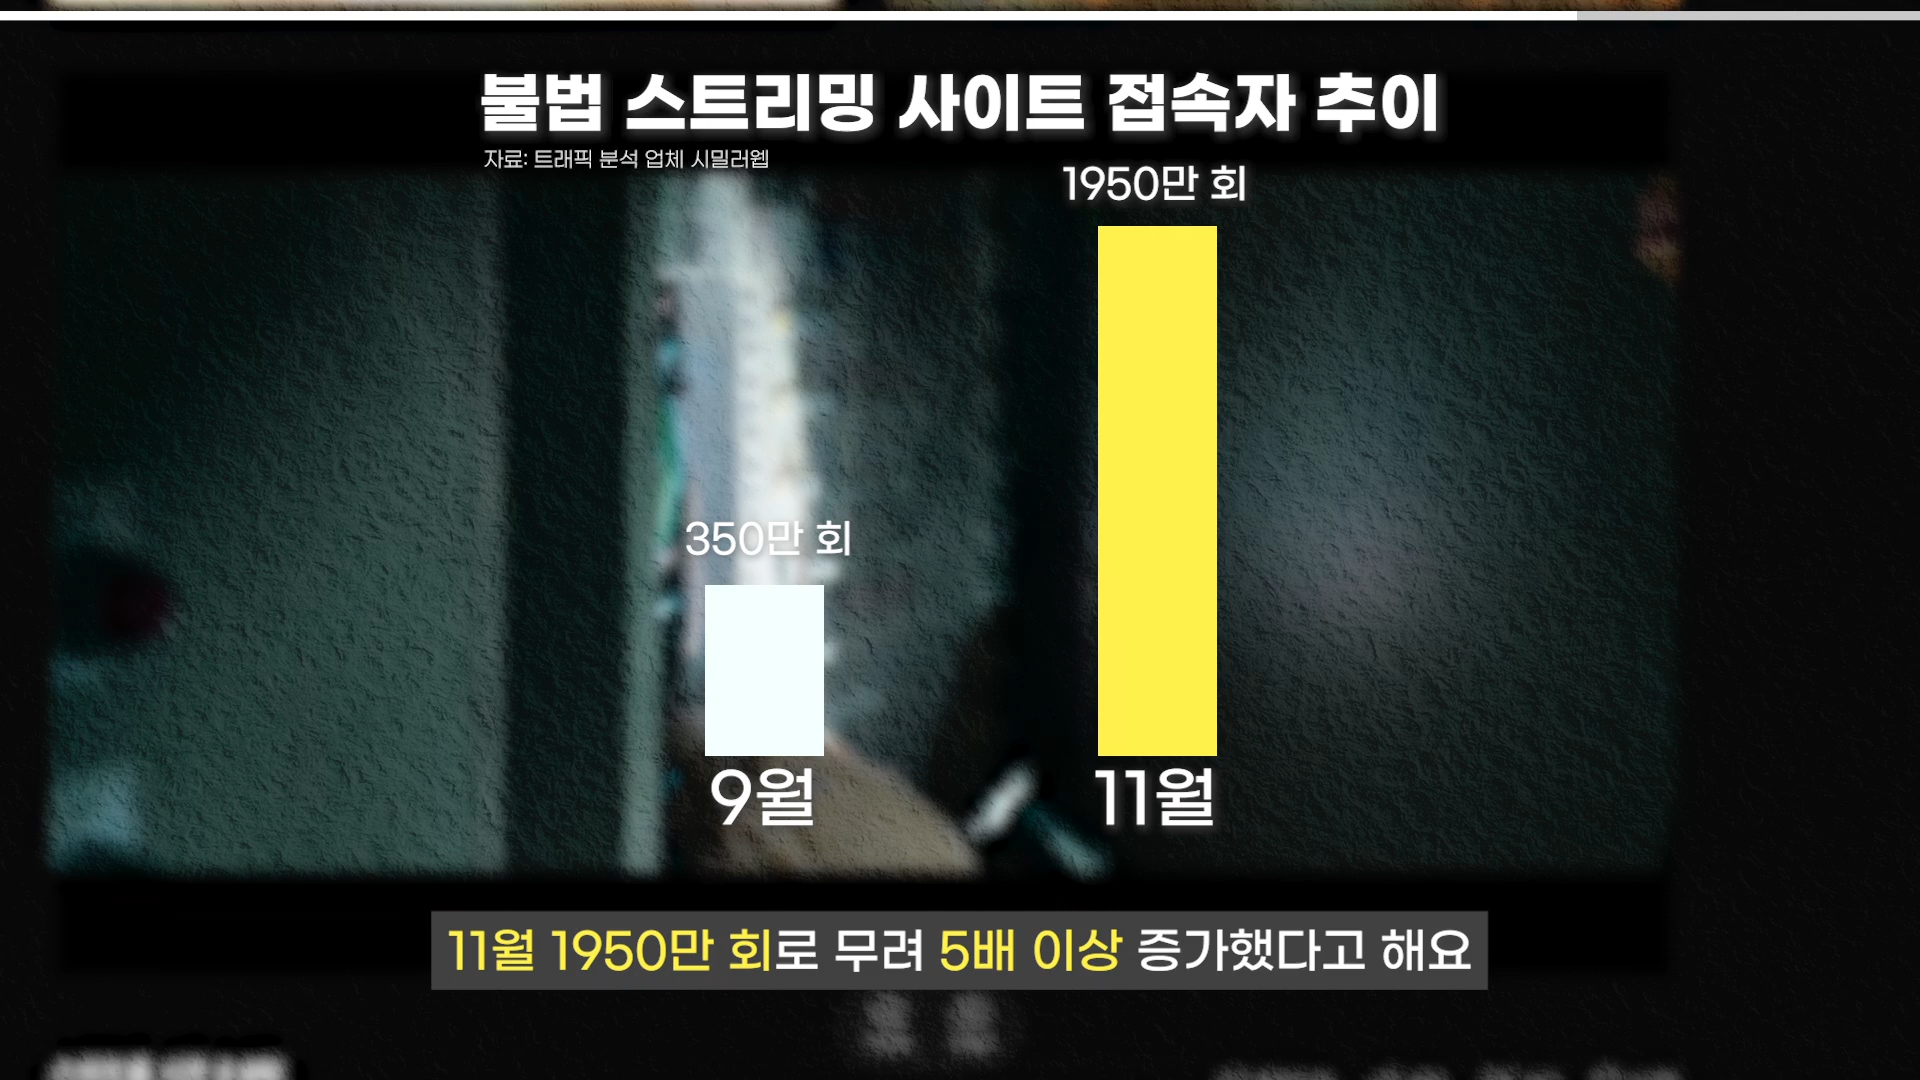 불법 스트리밍 사이트 접속자 추이
자료: 트래픽 분석 업체 시밀러웹
1950만 회
350만 회
9월
11월
11월 1950만 회로 무려 5배 이상 증가했다고 해요